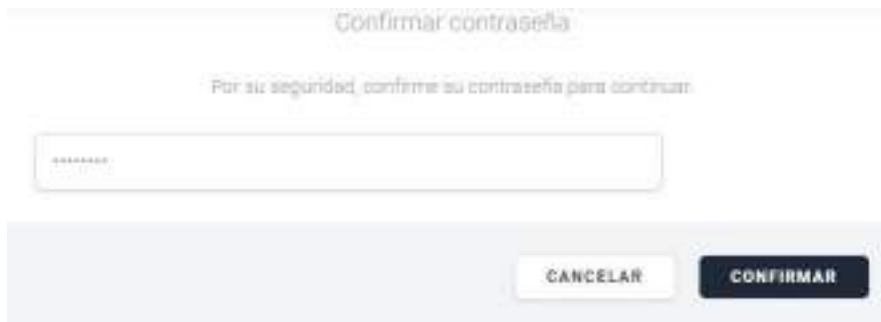 Confirmar contraseña
Por su seguridad, confirme su contraseña para continuar.
********
CANCELAR
CONFIRMAR